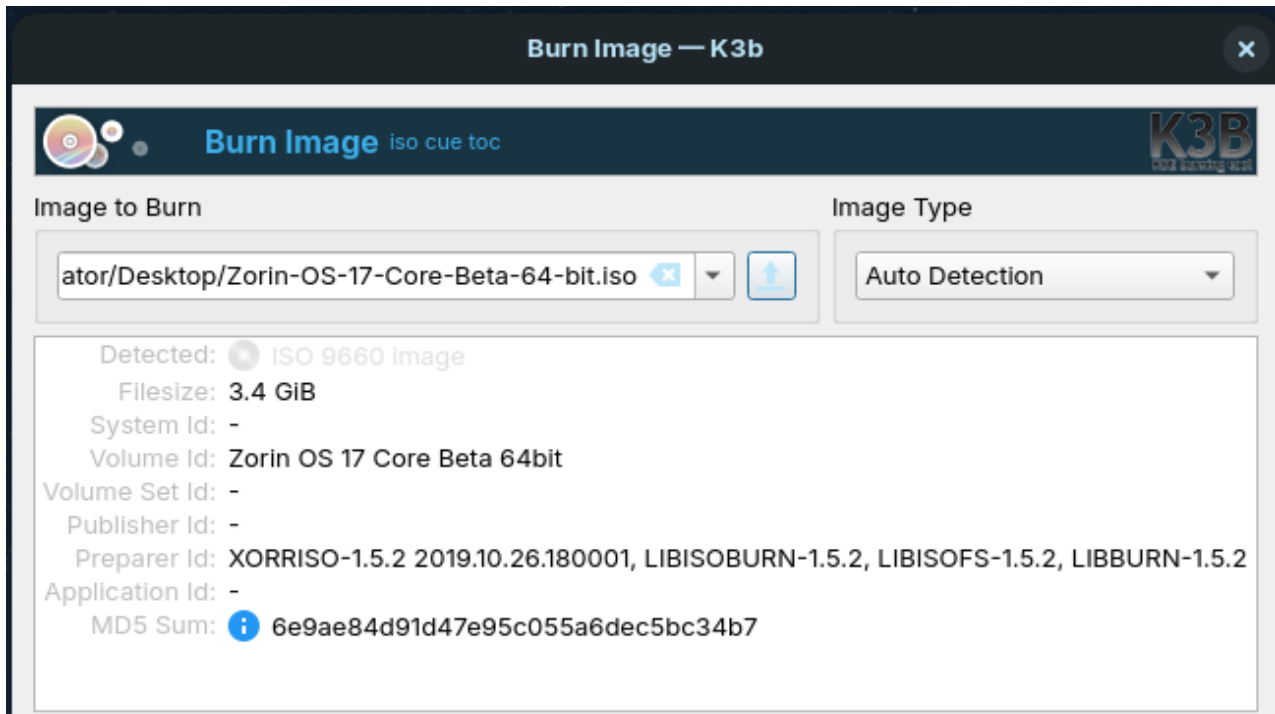 Burn Image — K3b
Burn Image iso cue toc
K3B
Image to Burn
Image Type
ator/Desktop/Zorin-OS-17-Core-Beta-64-bit.iso
Auto Detection
Detected: ISO 9660 image
Filesize: 3.4 GiB
System Id: -
Volume Id: Zorin OS 17 Core Beta 64bit
Volume Set Id: -
Publisher Id: -
Preparer Id: XORRISO-1.5.2 2019.10.26.180001, LIBISOBURN-1.5.2, LIBISOFS-1.5.2, LIBBURN-1.5.2
Application Id: -
MD5 Sum: 6e9ae84d91d47e95c055a6dec5bc34b7